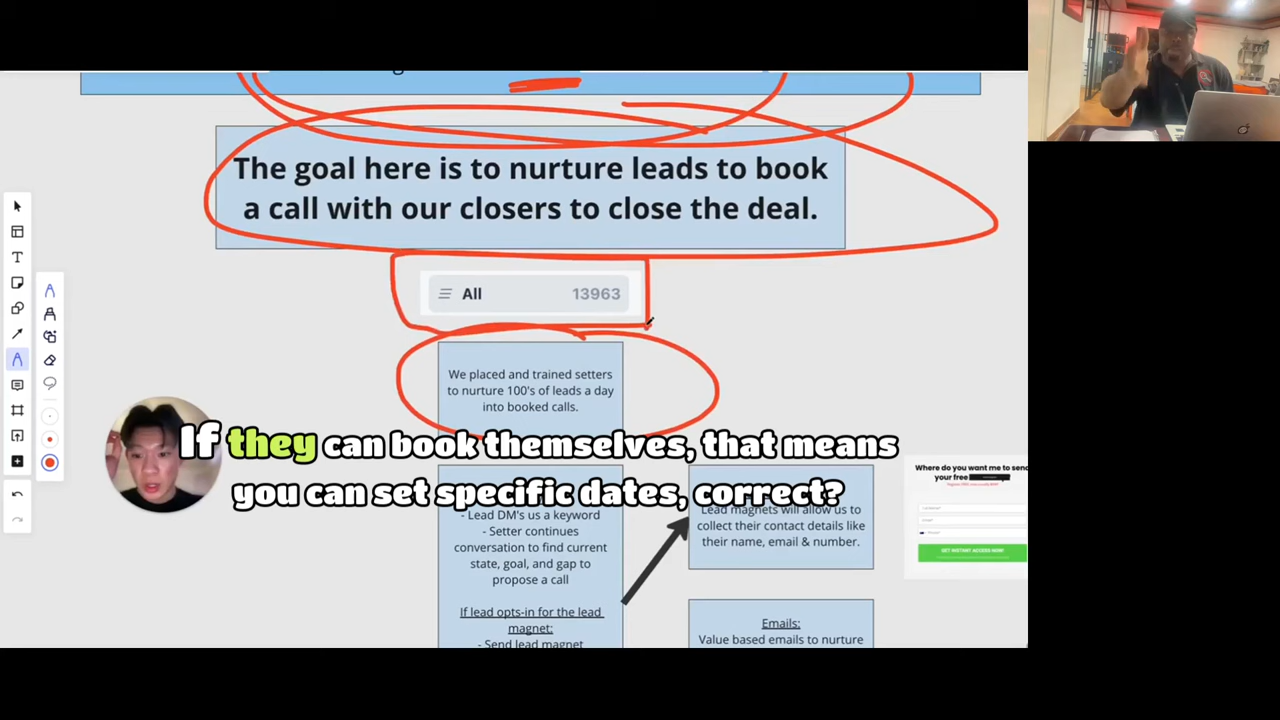 The goal here is to nurture leads to book
a call with our closers to close the deal.
All 13963
We placed and trained setters
to nurture 100's of leads a day
into booked calls.
If they can book themselves, that means
you can set specific dates, correct?
- Lead DM's us a keyword
- Setter continues
conversation to find current
state, goal, and gap to
propose a call
If lead opts-in for the lead
magnet:
- Send lead magnet
Lead magnets will allow us to
collect their contact details like
their name, email & number.
Emails:
Value based emails to nurture
Where do you want me to send
your free
GET INSTANT ACCESS NOW!